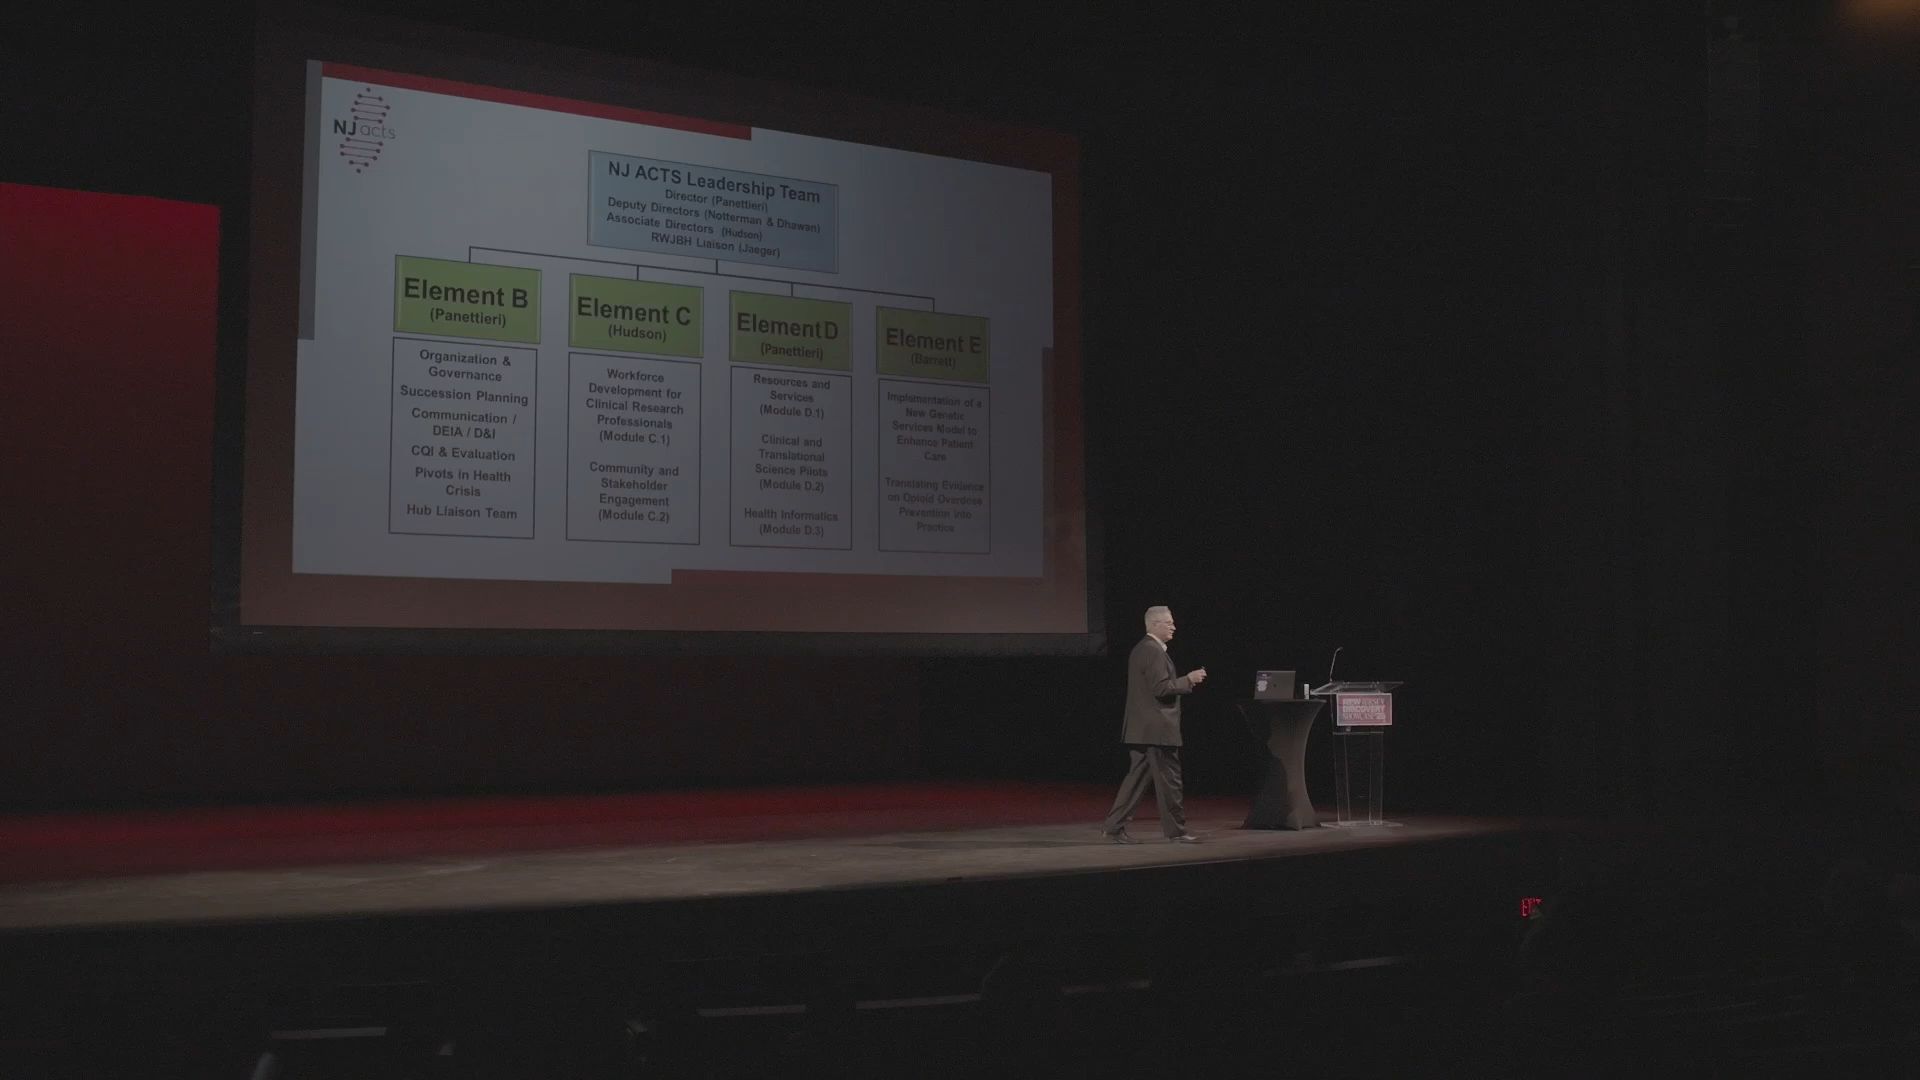 NJ acts
NJ ACTS Leadership Team
Director (Panettieri)
Deputy Directors (Notterman & Dhawan)
Associate Directors (Hudson)
RWJBH Liaison (Jaeger)
Element B
(Panettieri)
Organization &
Governance
Succession Planning
Communication /
DEIA / D&I
CQI & Evaluation
Pivots in Health
Crisis
Hub Liaison Team
Element C
(Hudson)
Workforce
Development for
Clinical Research
Professionals
(Module C.1)
Community and
Stakeholder
Engagement
(Module C.2)
Element D
(Panettieri)
Resources and
Services
(Module D.1)
Clinical and
Translational
Science Pilots
(Module D.2)
Health Informatics
(Module D.3)
Element E
(Barrett)
Implementation of a
New Genetic
Services Model to
Enhance Patient
Care
Translating Evidence
on Opioid Overdose
Prevention into
Practice
NEW JERSEY
DISCOVERY
SHOWCASE